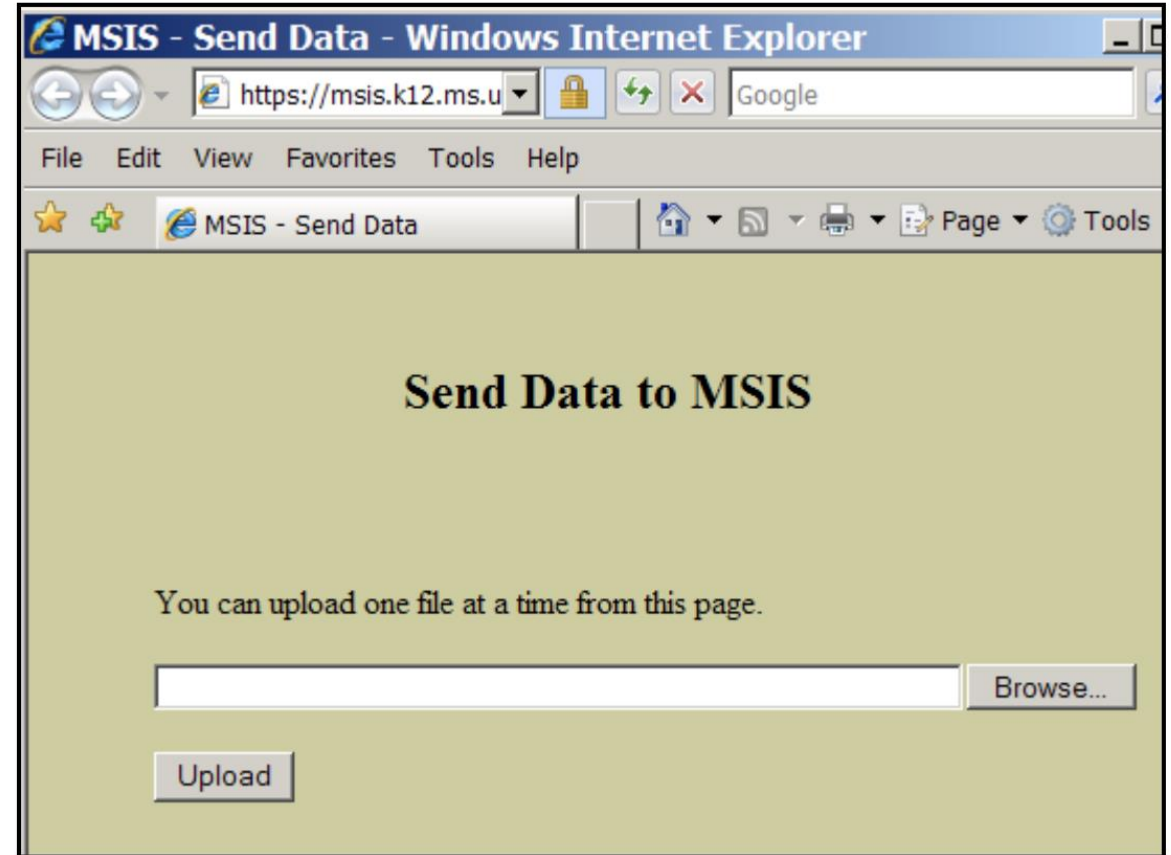 MSIS - Send Data - Windows Internet Explorer
https://msis.k12.ms.u Google
File Edit View Favorites Tools Help
MSIS - Send Data Page Tools
Send Data to MSIS
You can upload one file at a time from this page.
Browse...
Upload